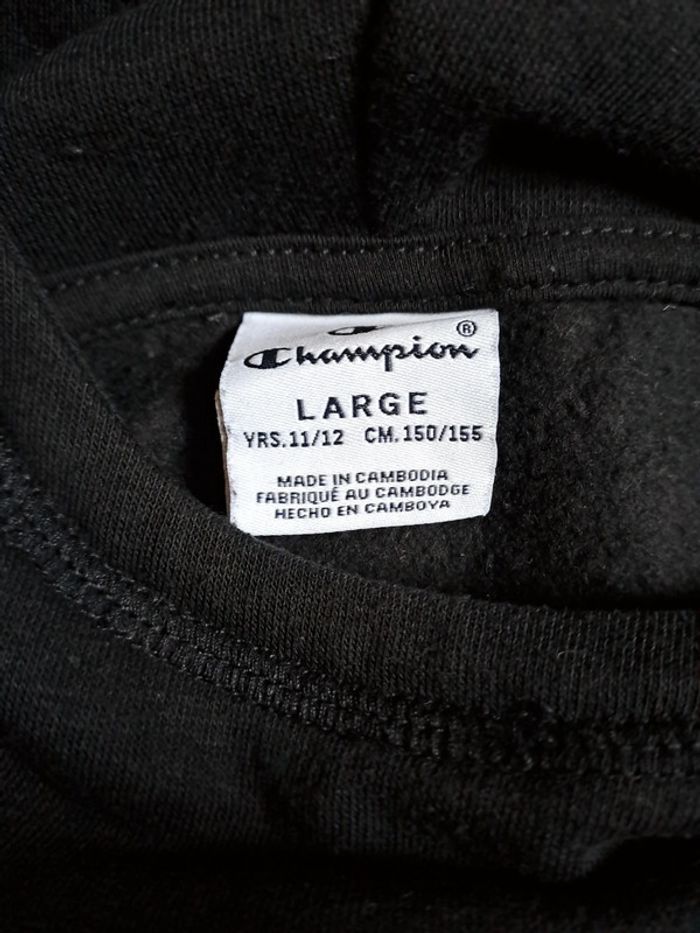 Champion ®
LARGE
YRS.11/12 CM.150/155
MADE IN CAMBODIA
FABRIQUÉ AU CAMBODGE
HECHO EN CAMBOYA